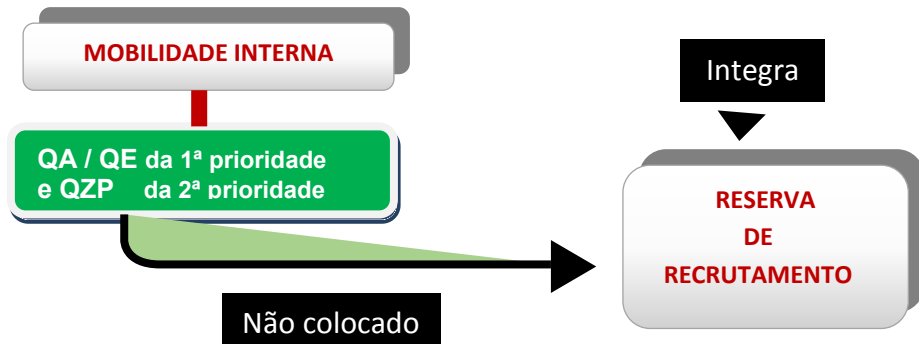 MOBILIDADE INTERNA
QA / QE da 1ª prioridade
e QZP da 2ª prioridade
Não colocado
Integra
RESERVA
DE
RECRUTAMENTO